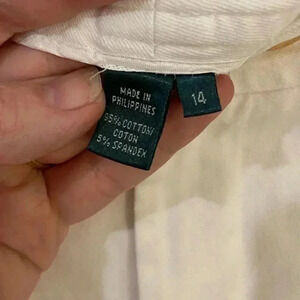 MADE IN
PHILIPPINES
95% COTTON/
COTON
5% SPANDEX
14